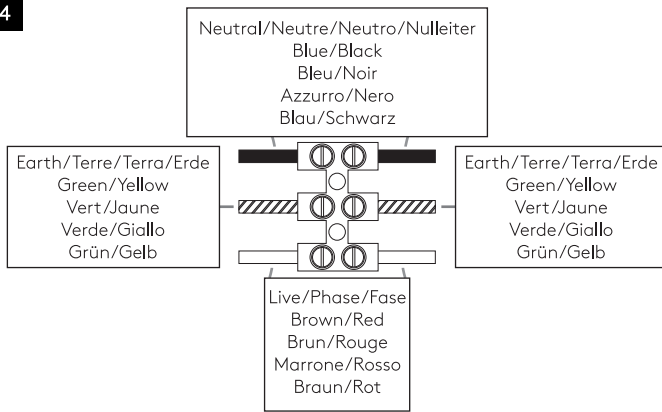 4
Neutral/Neutre/Neutro/Nulleiter
Blue/Black
Bleu/Noir
Azzurro/Nero
Blau/Schwarz
Earth/Terre/Terra/Erde
Green/Yellow
Vert/Jaune
Verde/Giallo
Grün/Gelb
Earth/Terre/Terra/Erde
Green/Yellow
Vert/Jaune
Verde/Giallo
Grün/Gelb
Live/Phase/Fase
Brown/Red
Brun/Rouge
Marrone/Rosso
Braun/Rot